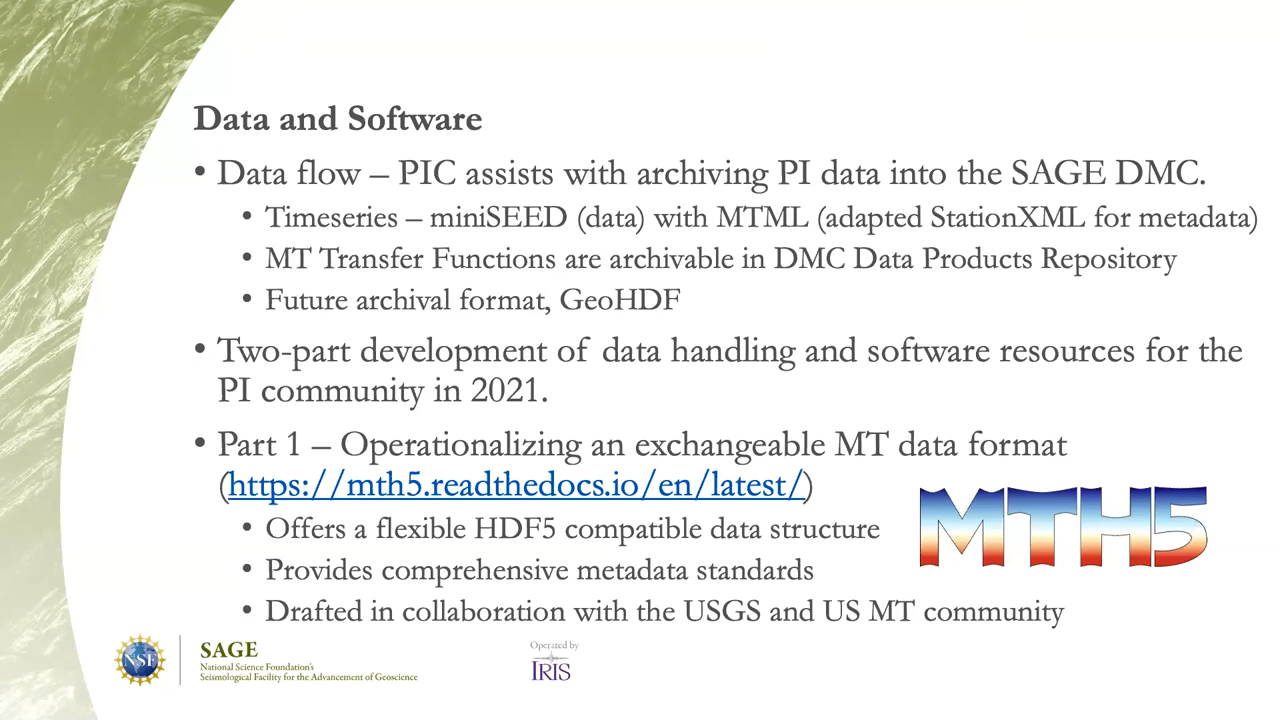 Data and Software
• Data flow – PIC assists with archiving PI data into the SAGE DMC.
• Timeseries – miniSEED (data) with MTML (adapted StationXML for metadata)
• MT Transfer Functions are archivable in DMC Data Products Repository
• Future archival format, GeoHDF
• Two-part development of data handling and software resources for the
PI community in 2021.
• Part 1 – Operationalizing an exchangeable MT data format
(https://mth5.readthedocs.io/en/latest/)
• Offers a flexible HDF5 compatible data structure
• Provides comprehensive metadata standards
• Drafted in collaboration with the USGS and US MT community
MTH5
NSF
SAGE
National Science Foundation's
Seismological Facility for the Advancement of Geoscience
Operated by
IRIS